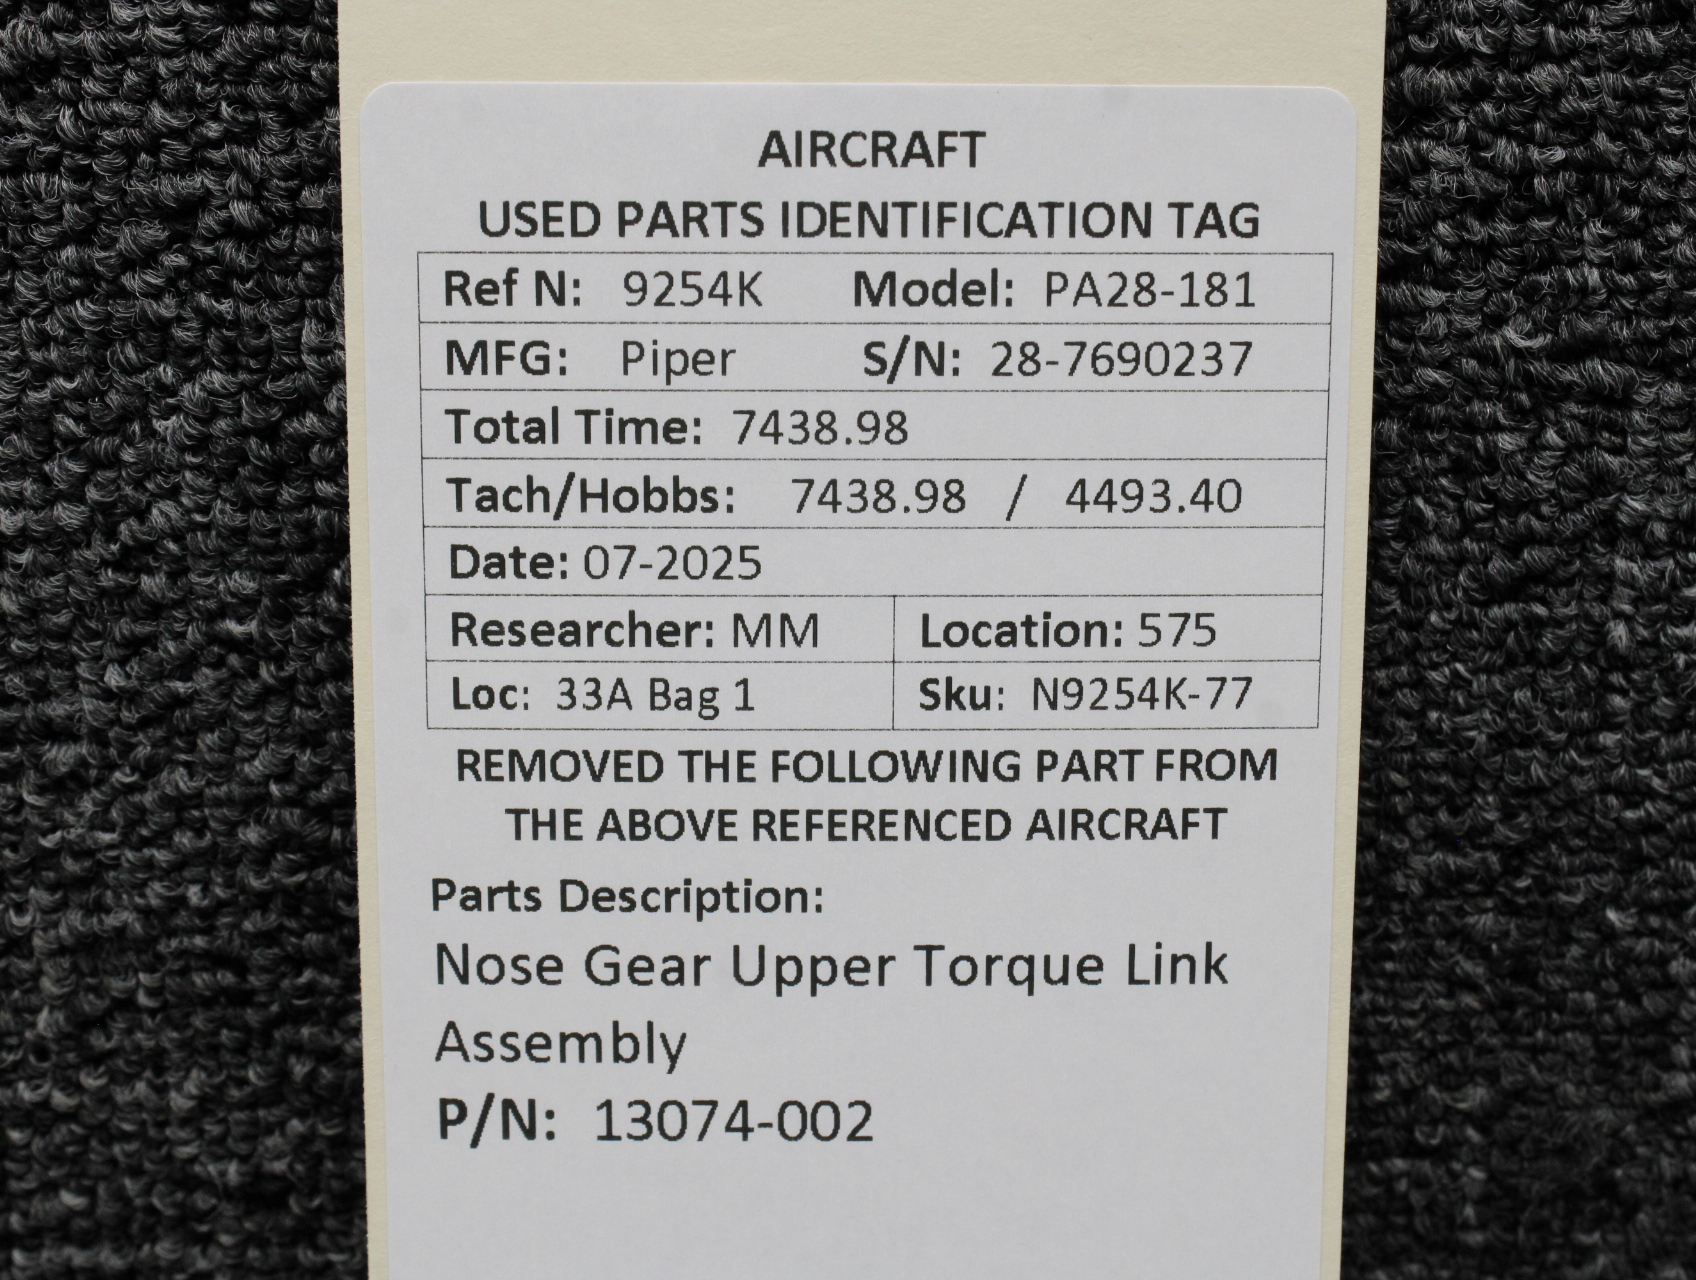 AIRCRAFT
USED PARTS IDENTIFICATION TAG
Ref N: 9254K Model: PA28-181
MFG: Piper S/N: 28-7690237
Total Time: 7438.98
Tach/Hobbs: 7438.98 / 4493.40
Date: 07-2025
Researcher: MM Location: 575
Loc: 33A Bag 1 Sku: N9254K-77
REMOVED THE FOLLOWING PART FROM
THE ABOVE REFERENCED AIRCRAFT
Parts Description:
Nose Gear Upper Torque Link
Assembly
P/N: 13074-002